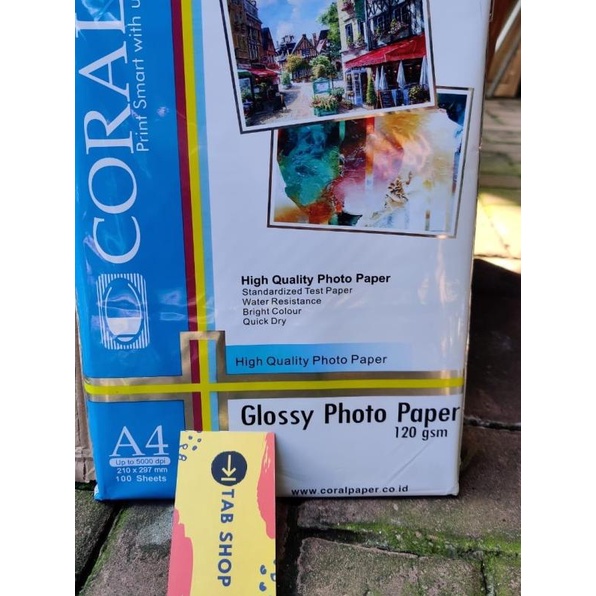 CORAL
Print Smart with u
High Quality Photo Paper
Standardized Test Paper
Water Resistance
Bright Colour
Quick Dry
High Quality Photo Paper
Glossy Photo Paper
120 gsm
A4
Up to 5000 dpi
210 x 297 mm
100 Sheets
www.coralpaper.co.id
TAB SHOP